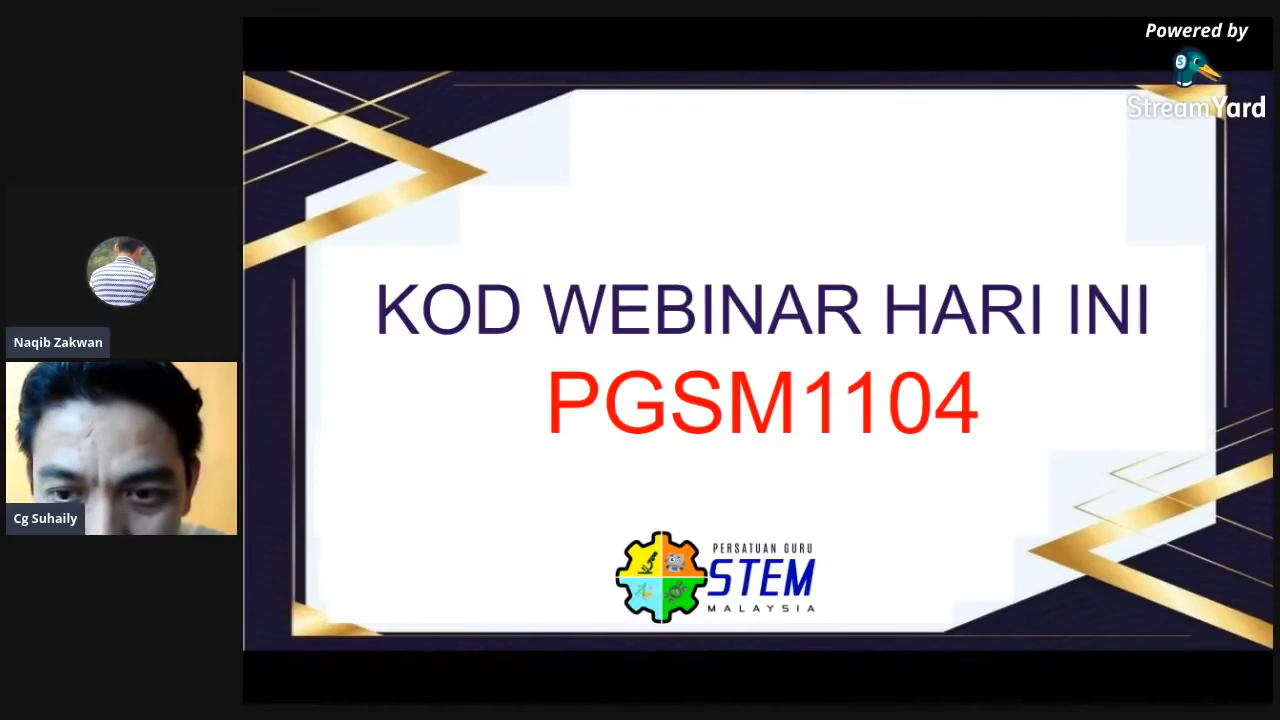 Powered by
StreamYard
KOD WEBINAR HARI INI
PGSM1104
Naqib Zakwan
Cg Suhaily
PERSATUAN GURU
STEM
MALAYSIA